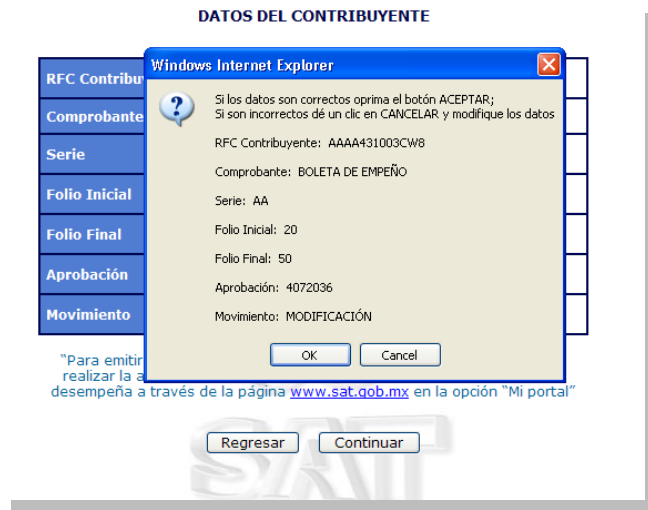 DATOS DEL CONTRIBUYENTE
Windows Internet Explorer
Si los datos son correctos oprima el botón ACEPTAR;
Si son incorrectos dé un clic en CANCELAR y modifique los datos
RFC Contribuyente: AAAA431003CW8
Comprobante: BOLETA DE EMPEÑO
Serie: AA
Folio Inicial: 20
Folio Final: 50
Aprobación: 4072036
Movimiento: MODIFICACIÓN
OK Cancel
RFC
Comprobante
Serie
Folio Inicial
Folio Final
Aprobación
Movimiento
"Para emitir
realizar la
desempeña a través de la página www.sat.gob.mx en la opción "Mi portal"
Regresar Continuar
SAT